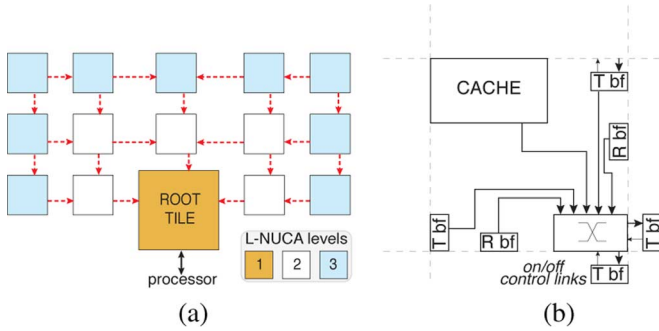 ROOT
TILE
processor
L-NUCA levels
1 2 3
(a)
CACHE
T bf
R bf
T bf
R bf
T bf
on/off
control links
T bf
(b)